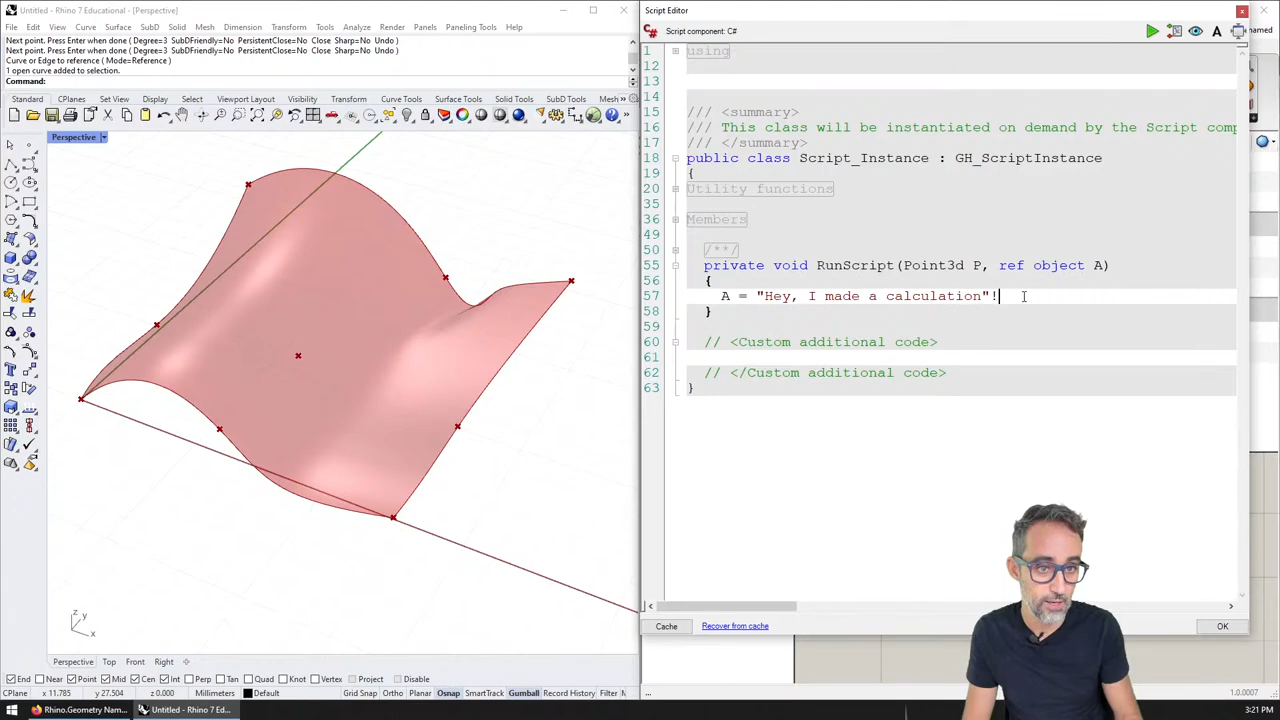 Untitled - Rhino 7 Educational - [Perspective]
File Edit View Curve Surface SubD Solid Mesh Dimension Transform Tools Analyze Render Panels Paneling Tools Help
Next point. Press Enter when done ( Degree=3 SubDFriendly=No PersistentClose=No Close Sharp=No Undo )
Next point. Press Enter when done ( Degree=3 SubDFriendly=No PersistentClose=No Close Sharp=No Undo )
Curve or Edge to reference ( Mode=Reference )
1 open curve added to selection.
Command:
Standard CPlanes Set View Display Select Viewport Layout Visibility Transform Curve Tools Surface Tools Solid Tools SubD Tools Mesh »
Perspective
z y
x
Perspective Top Front Right
End Near Point Mid Cen Int Perp Tan Quad Knot Vertex Project Disable
CPlane x 11.785 y 27.504 z 0.000 Millimeters Default Grid Snap Ortho Planar Osnap SmartTrack Gumball Record History Filter
Rhino.Geometry Nam... Untitled - Rhino 7 Ed...
Script Editor
Script component: C#
1 using
12
13
14
15 /// <summary>
16 /// This class will be instantiated on demand by the Script comp
17 /// </summary>
18 public class Script_Instance : GH_ScriptInstance
19 {
20 Utility functions
35
36 Members
49
50 /**/
55 private void RunScript(Point3d P, ref object A)
56 {
57 A = "Hey, I made a calculation"!
58 }
59
60 // <Custom additional code>
61
62 // </Custom additional code>
63 }
Cache Recover from cache OK
named
...
1.0.0007
3:21 PM